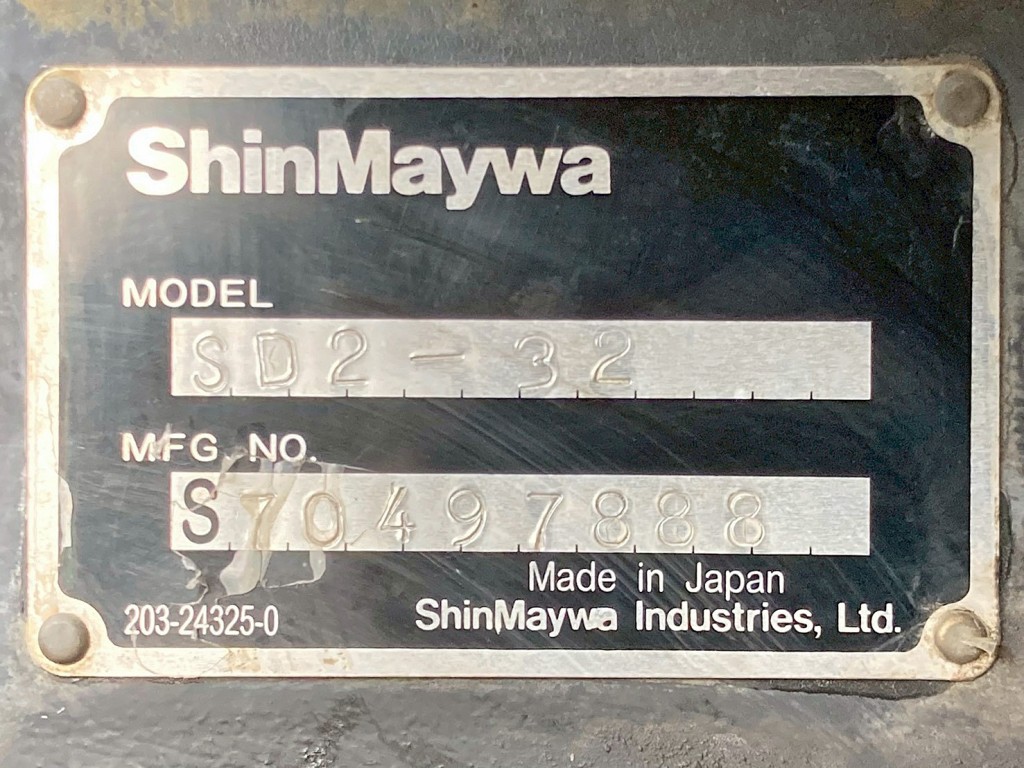 ShinMaywa
MODEL
SD2-32
MFG. NO.
S70497888
Made in Japan
203-24325-0 ShinMaywa Industries, Ltd.